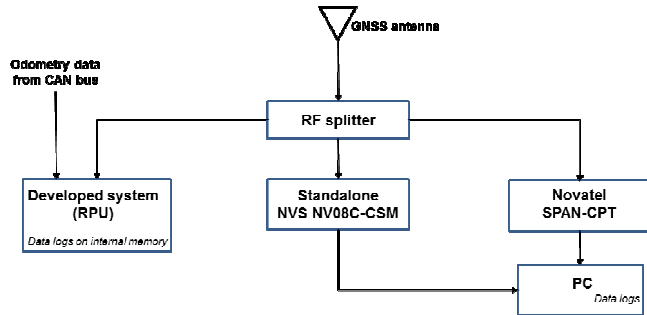 GNSS antenna
Odometry data
from CAN bus
RF splitter
Developed system
(RPU)
Data logs on internal memory
Standalone
NVS NV08C-CSM
Novatel
SPAN-CPT
PC
Data logs